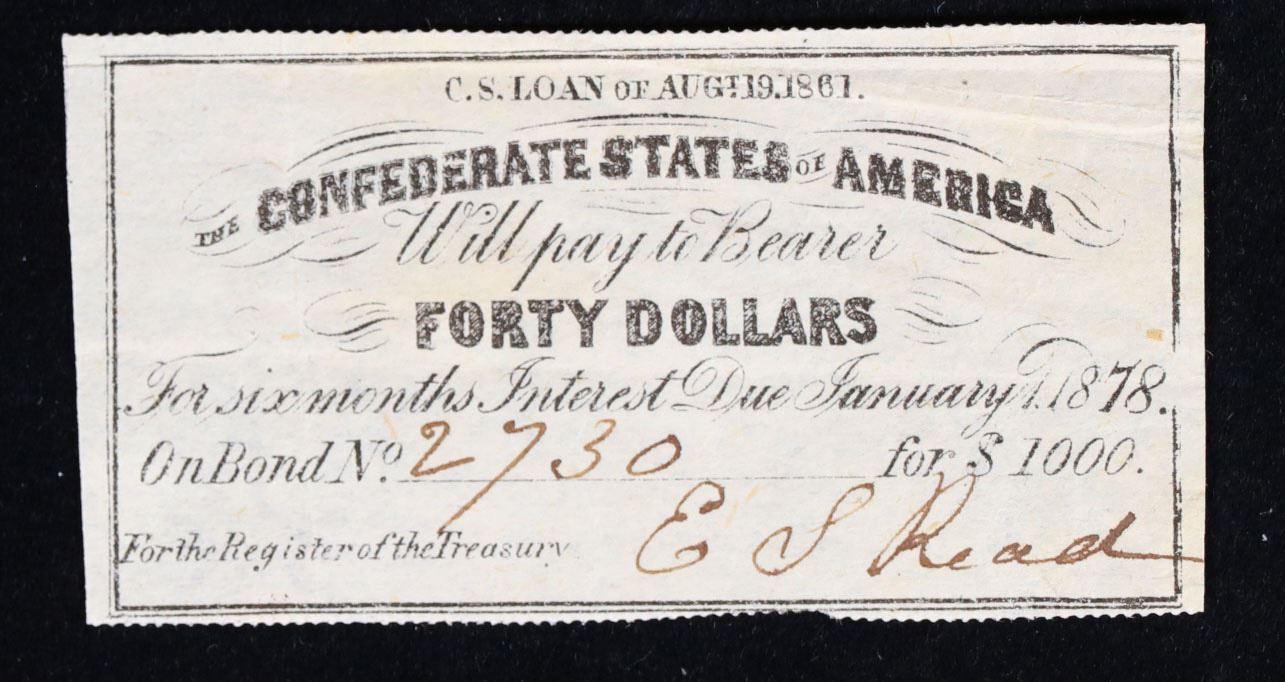 C. S. LOAN OF AUGT. 19. 1861.
THE CONFEDERATE STATES OF AMERICA
Will pay to Bearer
FORTY DOLLARS
For six months Interest Due January 1. 1878.
On Bond No. 2730 for $ 1000.
For the Register of the Treasury E S Read